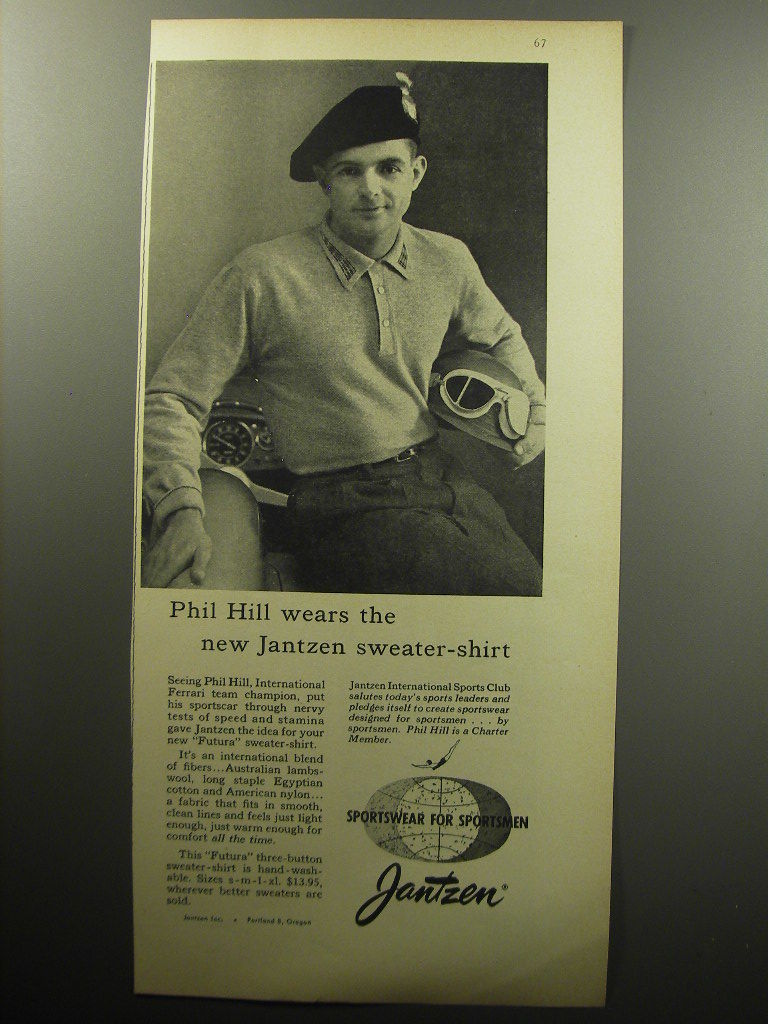 67
Phil Hill wears the
new Jantzen sweater-shirt
Seeing Phil Hill, International
Ferrari team champion, put
his sportscar through nervy
tests of speed and stamina
gave Jantzen the idea for your
new "Futura" sweater-shirt.
It's an international blend
of fibers...Australian lambs-
wool, long staple Egyptian
cotton and American nylon...
a fabric that fits in smooth,
clean lines and feels just light
enough, just warm enough for
comfort all the time.
This "Futura" three-button
sweater-shirt is hand-wash-
able. Sizes s-m-l-xl. $13.95,
wherever better sweaters are
sold.
Jantzen Inc. • Portland 8, Oregon
Jantzen International Sports Club
salutes today's sports leaders and
pledges itself to create sportswear
designed for sportsmen . . . by
sportsmen. Phil Hill is a Charter
Member.
SPORTSWEAR FOR SPORTSMEN
Jantzen®